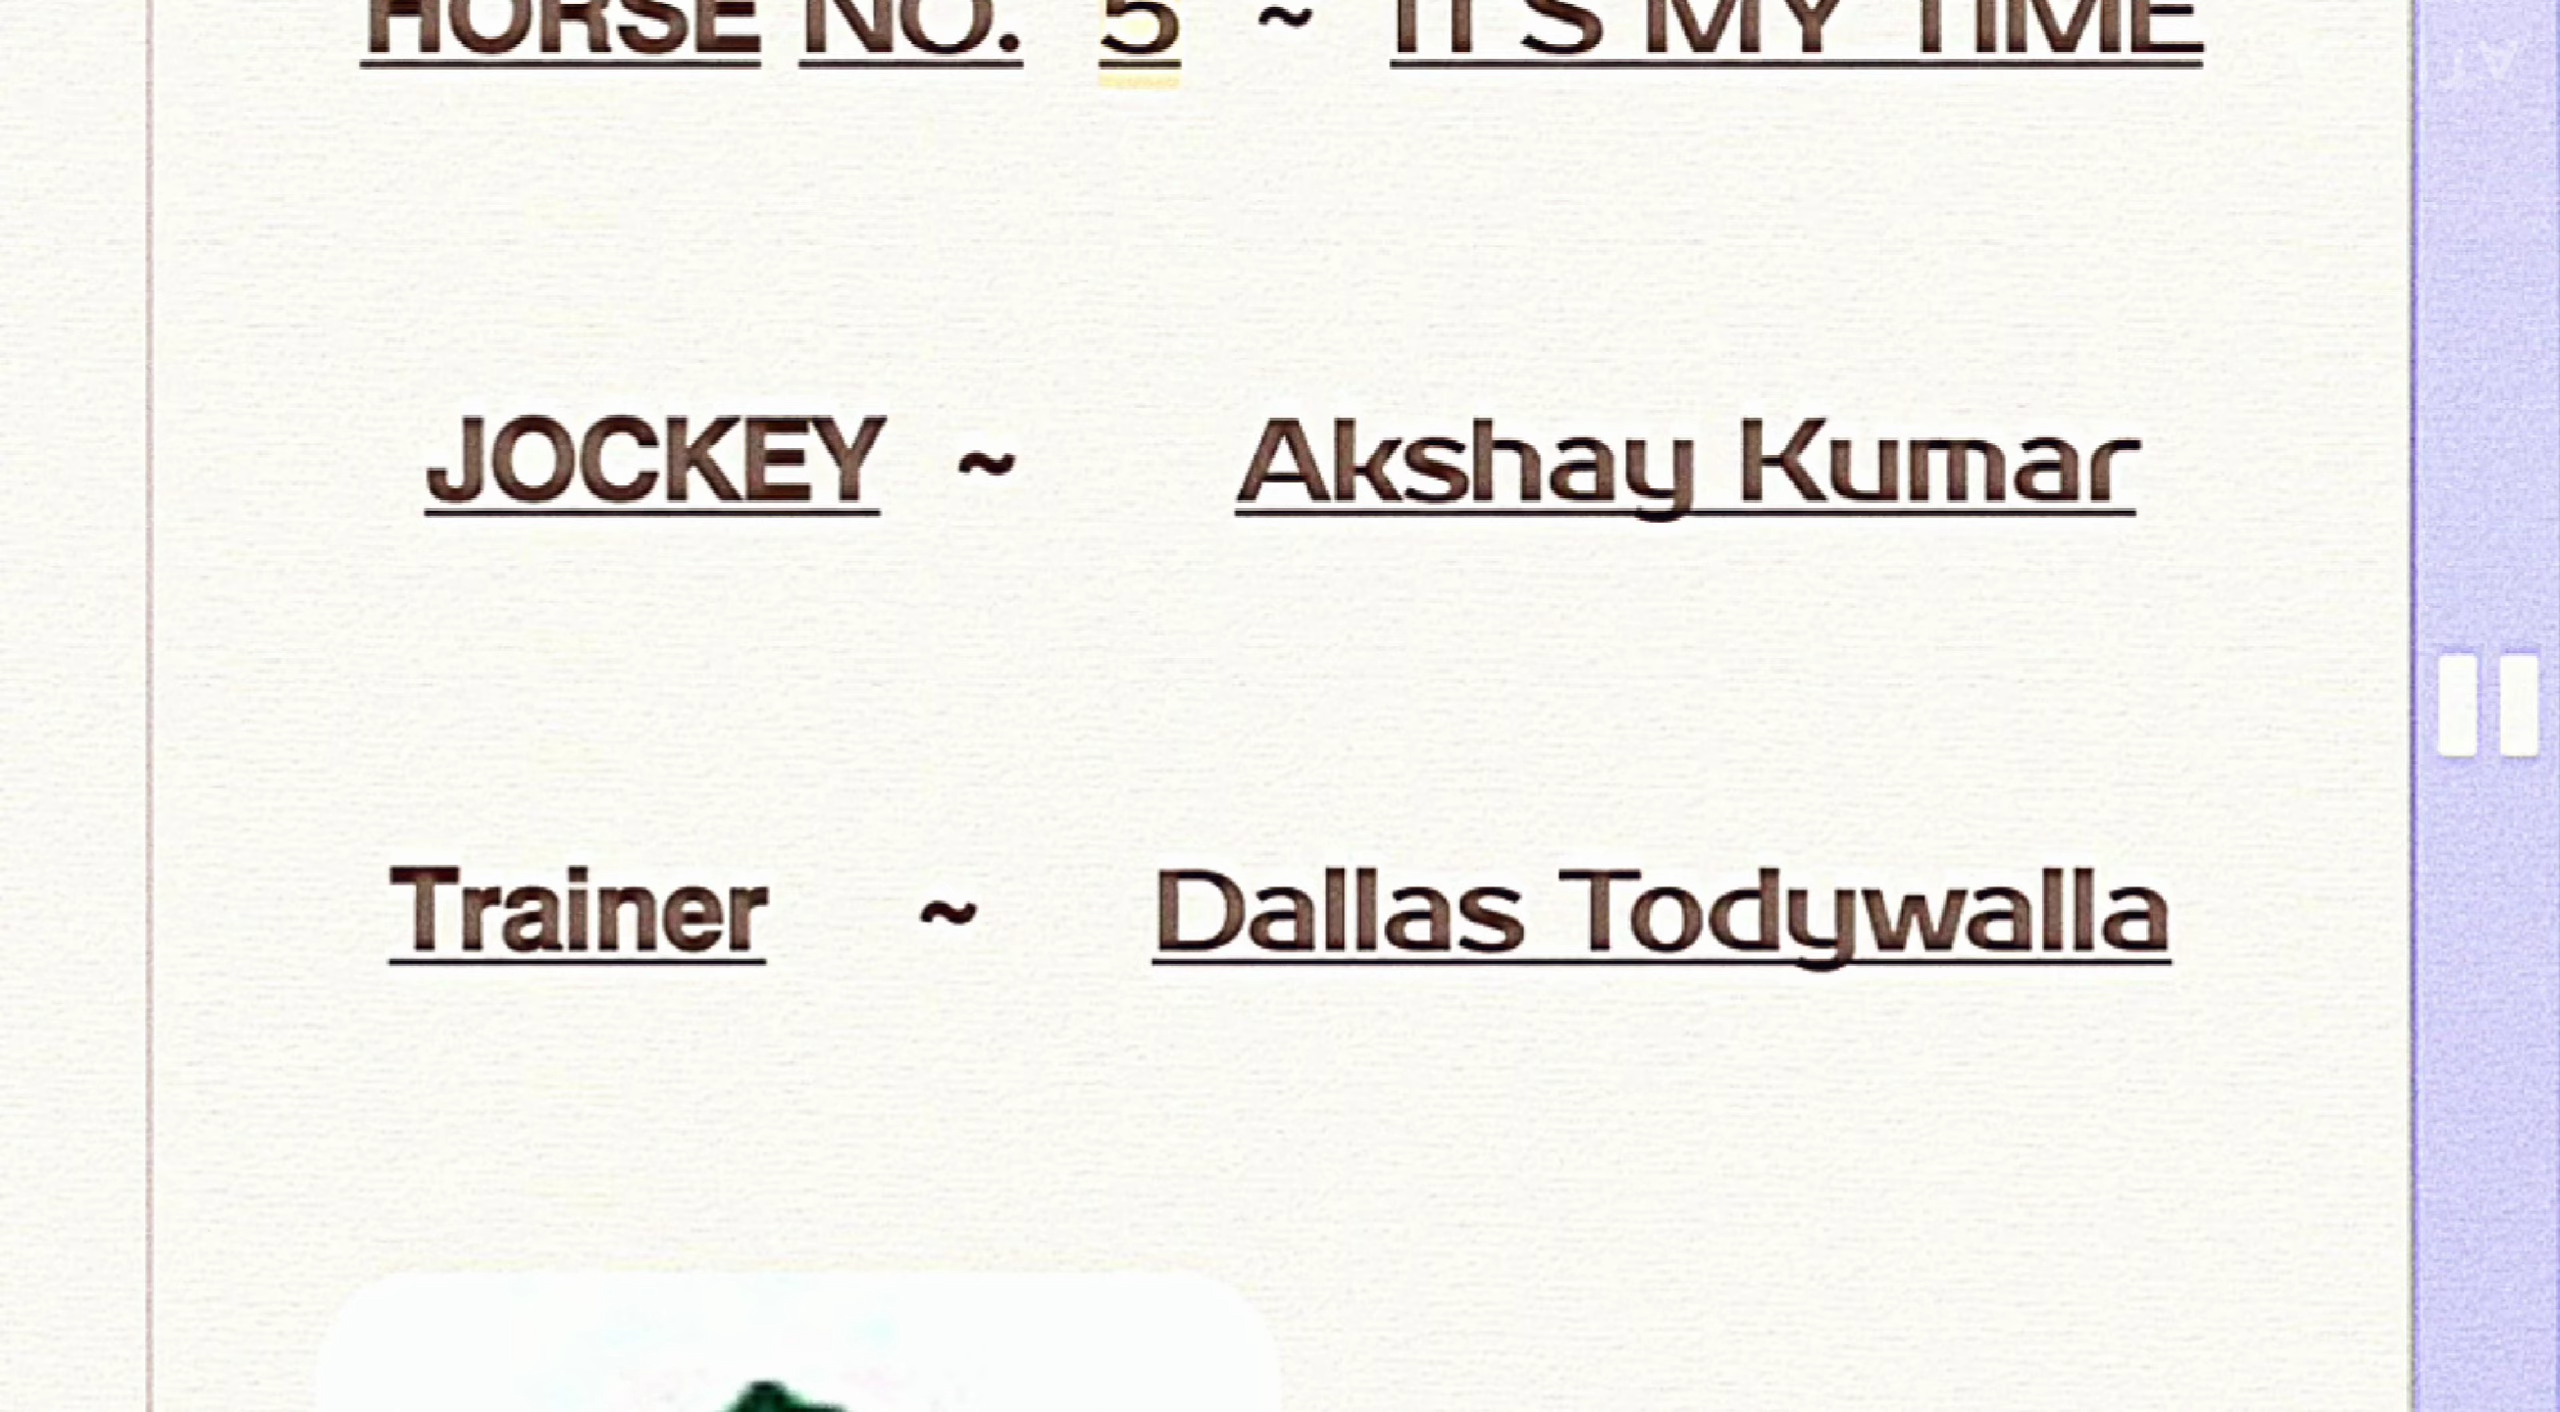 HORSE NO. 5 ~ IT'S MY TIME
JOCKEY ~ Akshay Kumar
Trainer ~ Dallas Todywalla